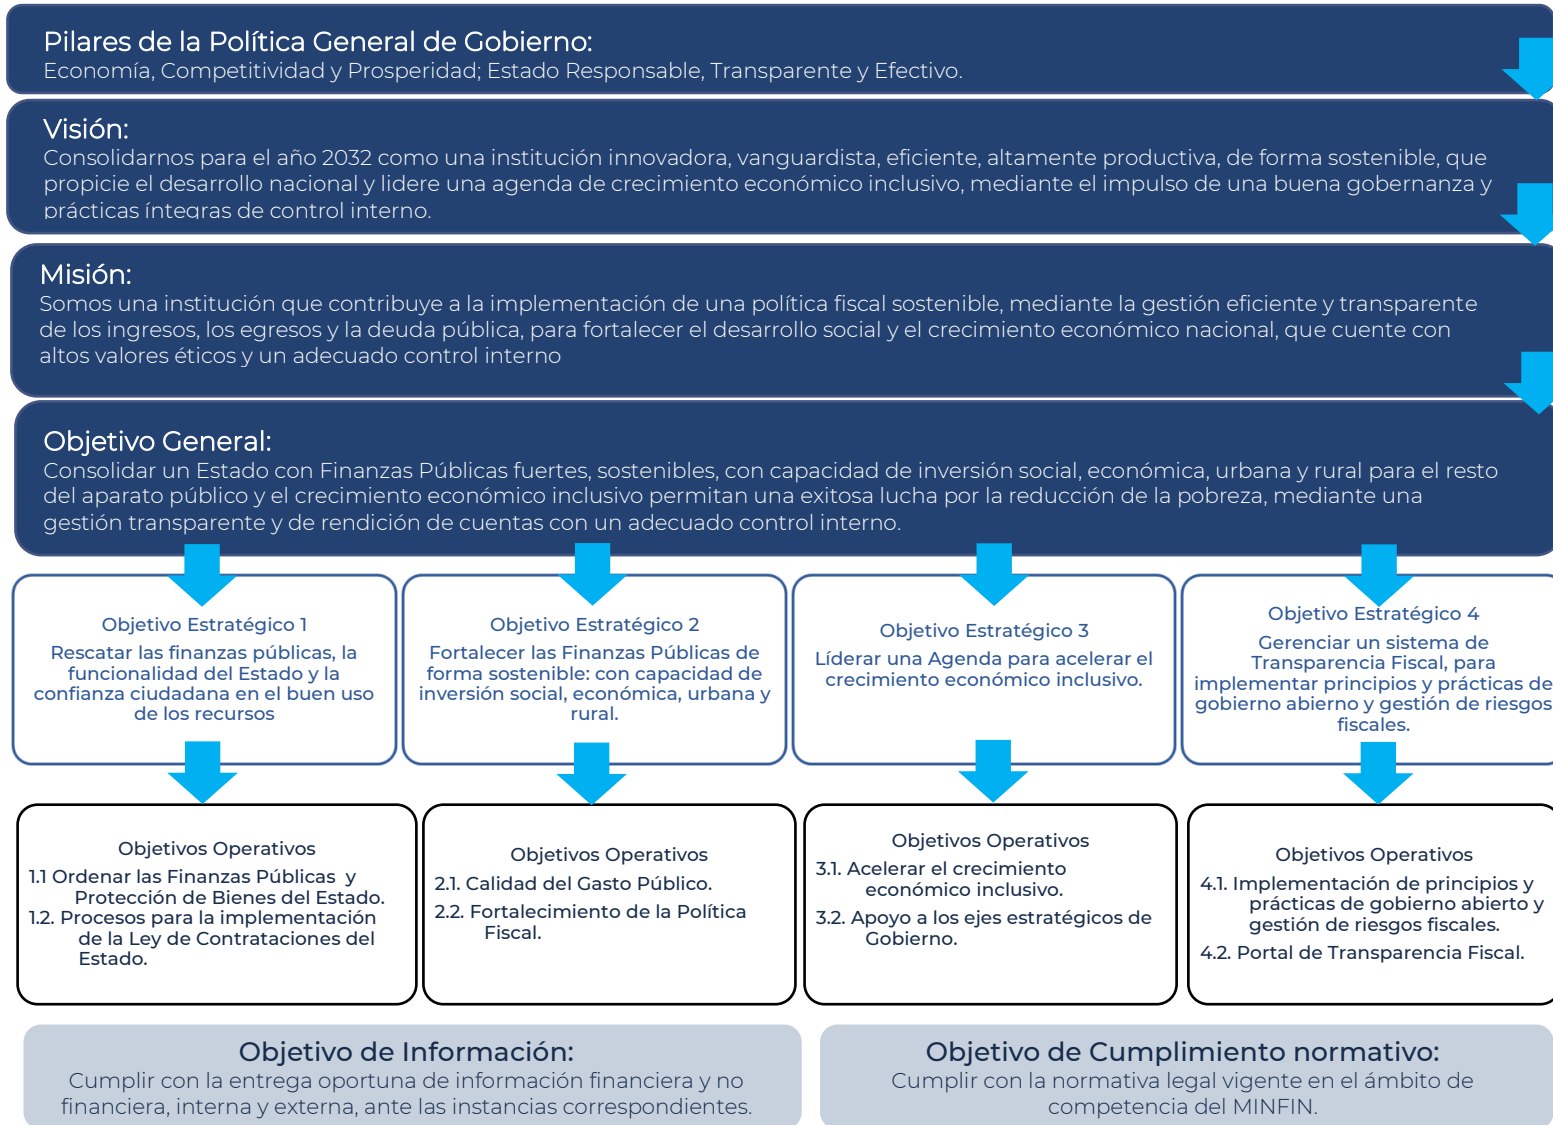 Pilares de la Política General de Gobierno:
Economía, Competitividad y Prosperidad; Estado Responsable, Transparente y Efectivo.
Visión:
Consolidarnos para el año 2032 como una institución innovadora, vanguardista, eficiente, altamente productiva, de forma sostenible, que
propicie el desarrollo nacional y lidere una agenda de crecimiento económico inclusivo, mediante el impulso de una buena gobernanza y
prácticas íntegras de control interno.
Misión:
Somos una institución que contribuye a la implementación de una política fiscal sostenible, mediante la gestión eficiente y transparente
de los ingresos, los egresos y la deuda pública, para fortalecer el desarrollo social y el crecimiento económico nacional, que cuente con
altos valores éticos y un adecuado control interno
Objetivo General:
Consolidar un Estado con Finanzas Públicas fuertes, sostenibles, con capacidad de inversión social, económica, urbana y rural para el resto
del aparato público y el crecimiento económico inclusivo permitan una exitosa lucha por la reducción de la pobreza, mediante una
gestión transparente y de rendición de cuentas con un adecuado control interno.
Objetivo Estratégico 1
Rescatar las finanzas públicas, la
funcionalidad del Estado y la
confianza ciudadana en el buen uso
de los recursos
Objetivo Estratégico 2
Fortalecer las Finanzas Públicas de
forma sostenible: con capacidad de
inversión social, económica, urbana y
rural.
Objetivo Estratégico 3
Líderar una Agenda para acelerar el
crecimiento económico inclusivo.
Objetivo Estratégico 4
Gerenciar un sistema de
Transparencia Fiscal, para
implementar principios y prácticas de
gobierno abierno y gestión de riesgos
fiscales.
Objetivos Operativos
1.1 Ordenar las Finanzas Públicas y
Protección de Bienes del Estado.
1.2. Procesos para la implementación
de la Ley de Contrataciones del
Estado.
Objetivos Operativos
2.1. Calidad del Gasto Público.
2.2. Fortalecimiento de la Política
Fiscal.
Objetivos Operativos
3.1. Acelerar el crecimiento
económico inclusivo.
3.2. Apoyo a los ejes estratégicos de
Gobierno.
Objetivos Operativos
4.1. Implementación de principios y
prácticas de gobierno abierto y
gestión de riesgos fiscales.
4.2. Portal de Transparencia Fiscal.
Objetivo de Información:
Cumplir con la entrega oportuna de información financiera y no
financiera, interna y externa, ante las instancias correspondientes.
Objetivo de Cumplimiento normativo:
Cumplir con la normativa legal vigente en el ámbito de
competencia del MINFIN.